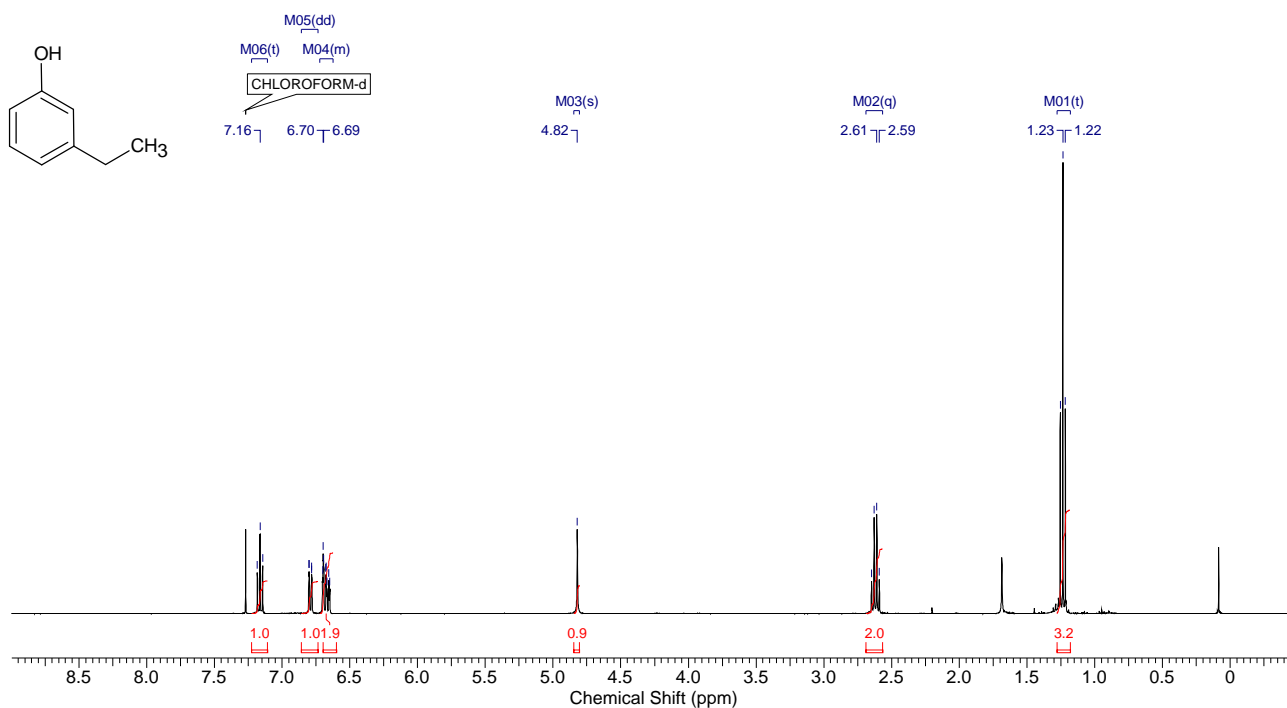 M05(dd)
OH
M06(t) M04(m)
CHLOROFORM-d
M03(s) M02(q) M01(t)
7.16 6.70 6.69 4.82 2.61 2.59 1.23 1.22
CH3
1.0 1.0 1.9 0.9 2.0 3.2
8.5 8.0 7.5 7.0 6.5 6.0 5.5 5.0 4.5 4.0 3.5 3.0 2.5 2.0 1.5 1.0 0.5 0
Chemical Shift (ppm)